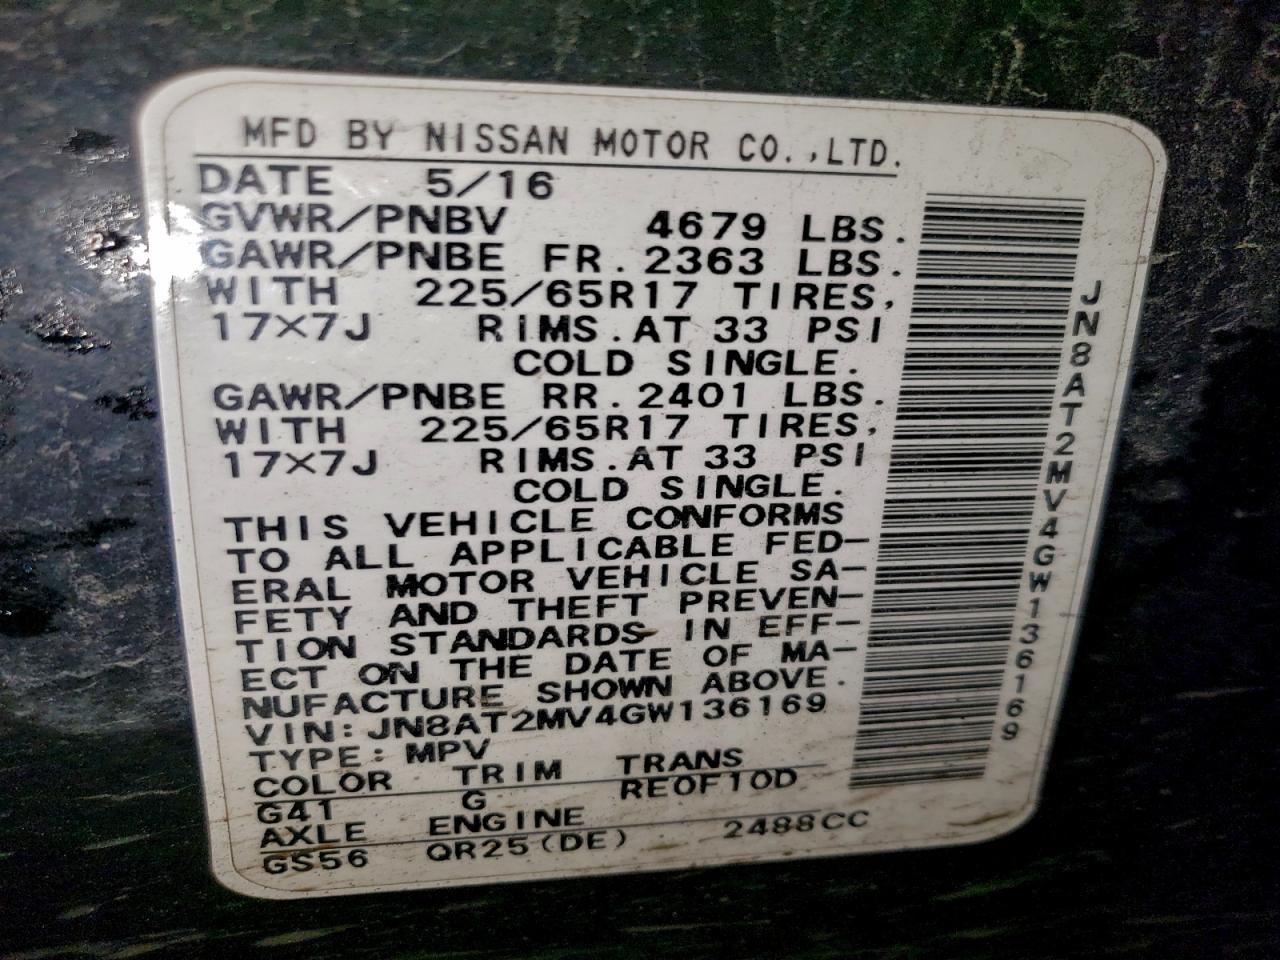 MFD BY NISSAN MOTOR CO.,LTD.
DATE 5/16
GVWR/PNBV 4679 LBS.
GAWR/PNBE FR. 2363 LBS.
WITH 225/65R17 TIRES,
17×7J RIMS.AT 33 PSI
COLD SINGLE.
GAWR/PNBE RR. 2401 LBS.
WITH 225/65R17 TIRES,
17×7J RIMS.AT 33 PSI
COLD SINGLE.
THIS VEHICLE CONFORMS
TO ALL APPLICABLE FED-
ERAL MOTOR VEHICLE SA-
FETY AND THEFT PREVEN-
TION STANDARDS IN EFF-
ECT ON THE DATE OF MA-
NUFACTURE SHOWN ABOVE.
VIN:JN8AT2MV4GW136169
TYPE:MPV
COLOR TRIM TRANS
G41 G RE0F10D
AXLE ENGINE
GS56 QR25(DE) 2488CC
JN8AT2MV4GW136169